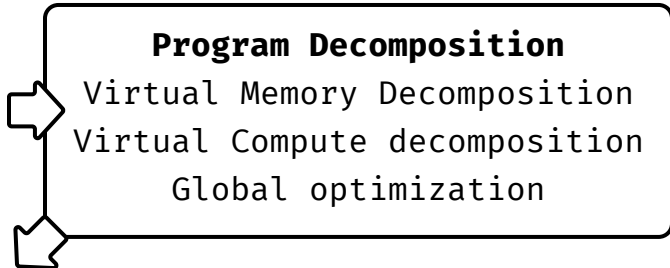 Program Decomposition
Virtual Memory Decomposition
Virtual Compute decomposition
Global optimization